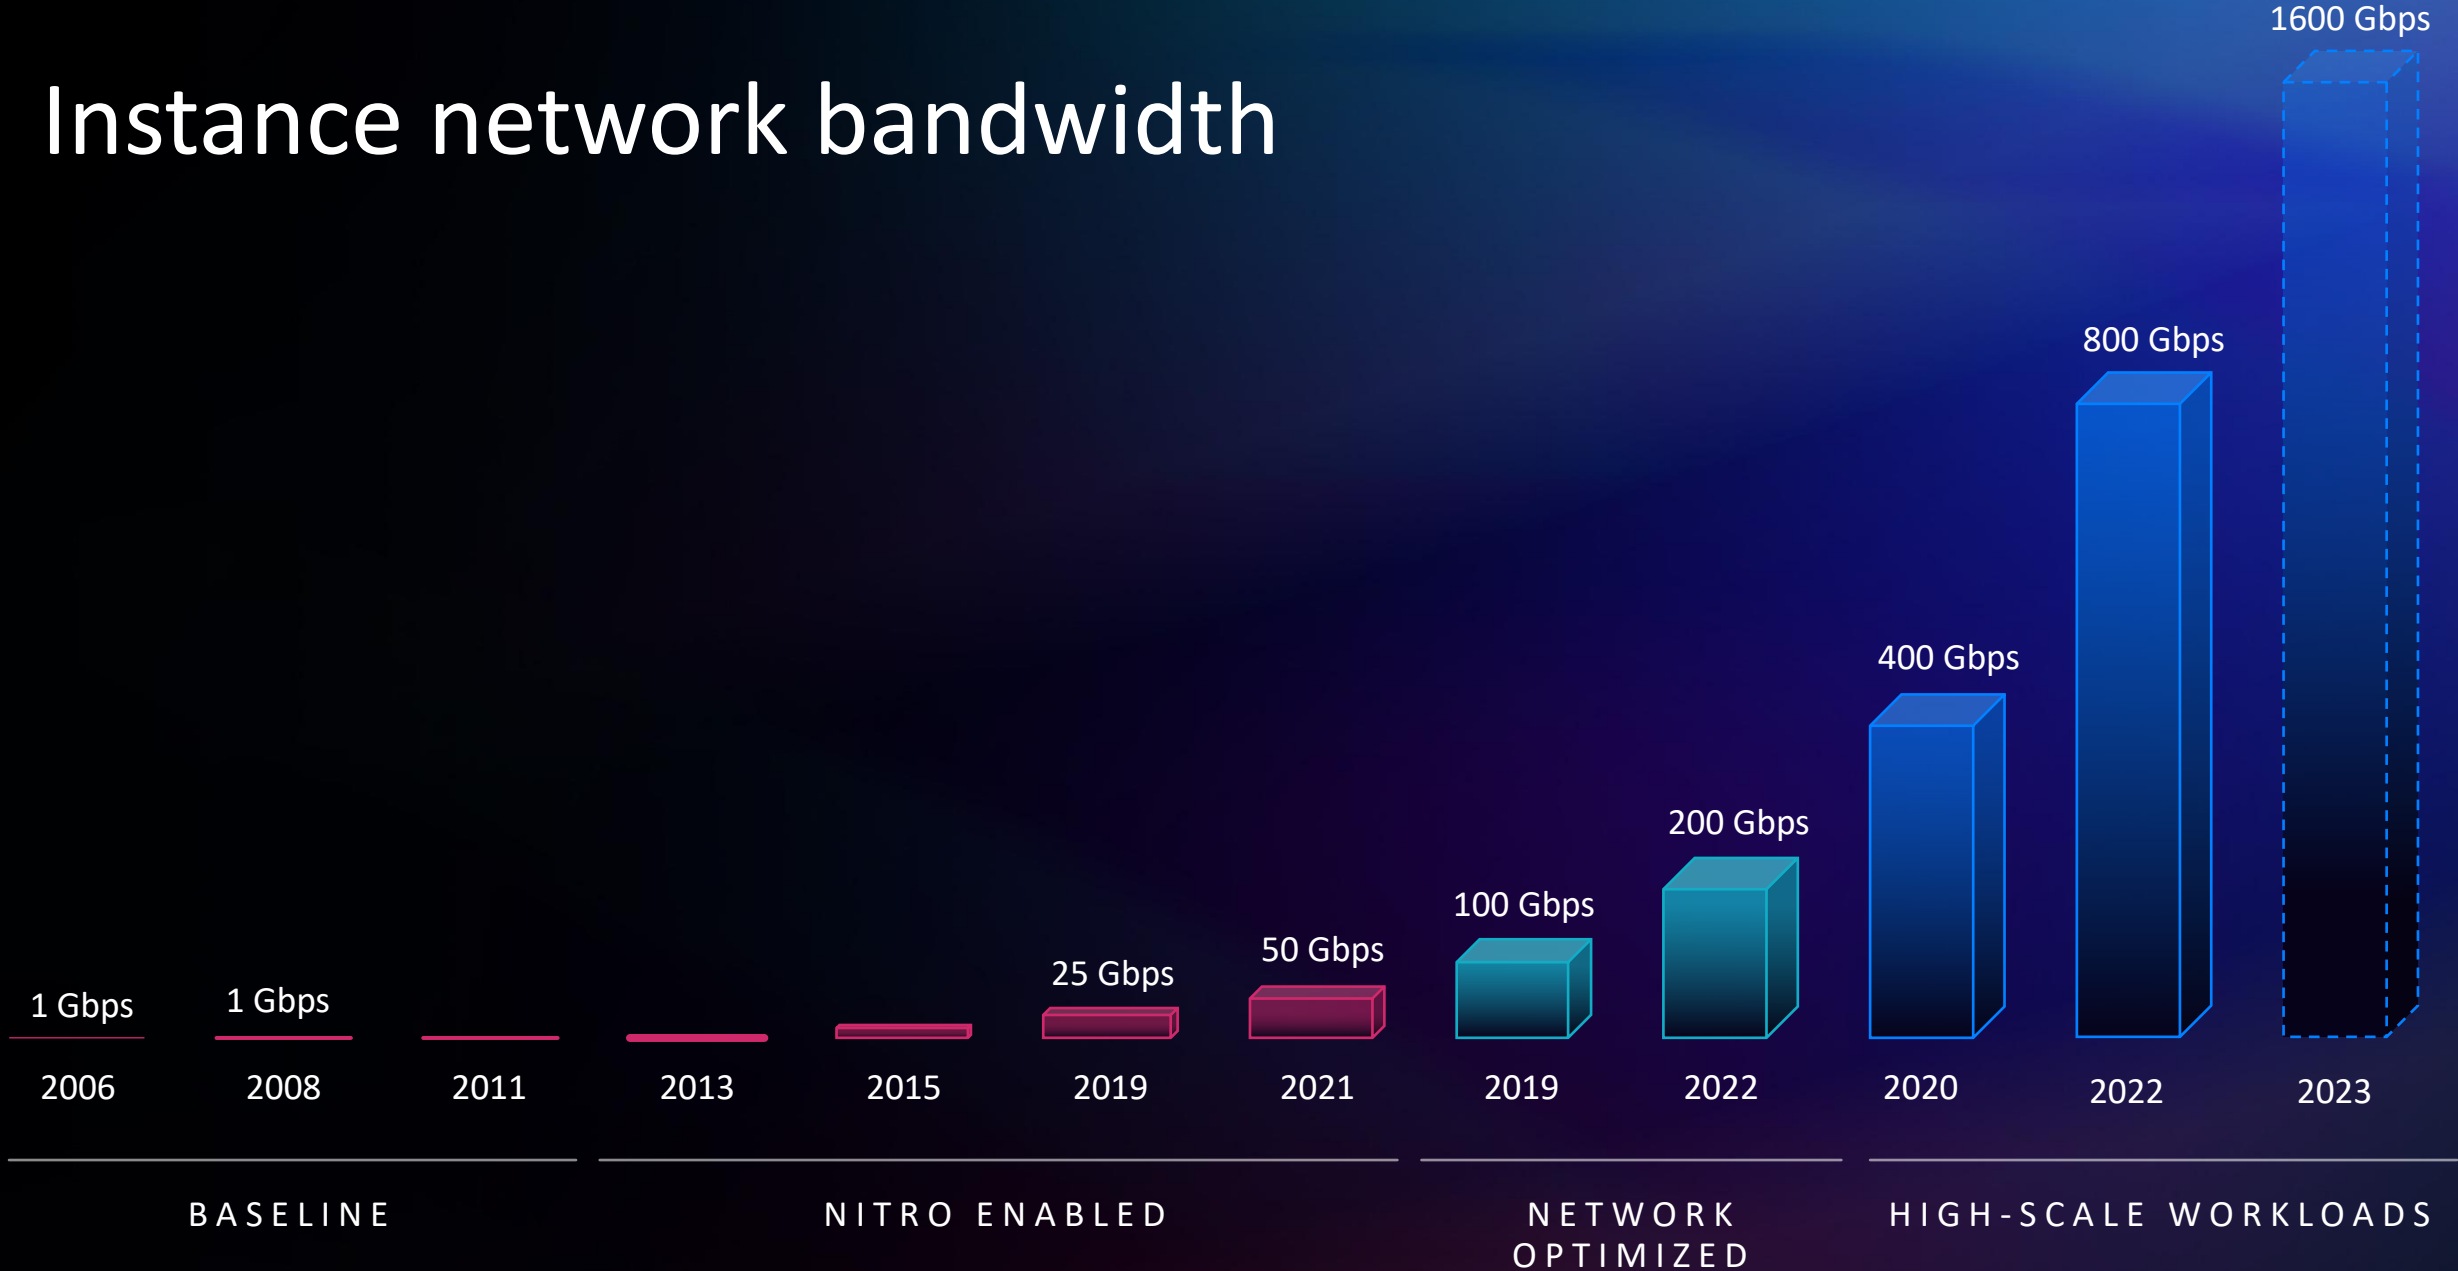 1600 Gbps
Instance network bandwidth
800 Gbps
400 Gbps
200 Gbps
100 Gbps
50 Gbps
25 Gbps
1 Gbps
1 Gbps
2006
2008
2011
2013
2015
2019
2021
2019
2022
2020
2022
2023
BASELINE
NITRO ENABLED
NETWORK
OPTIMIZED
HIGH-SCALE WORKLOADS